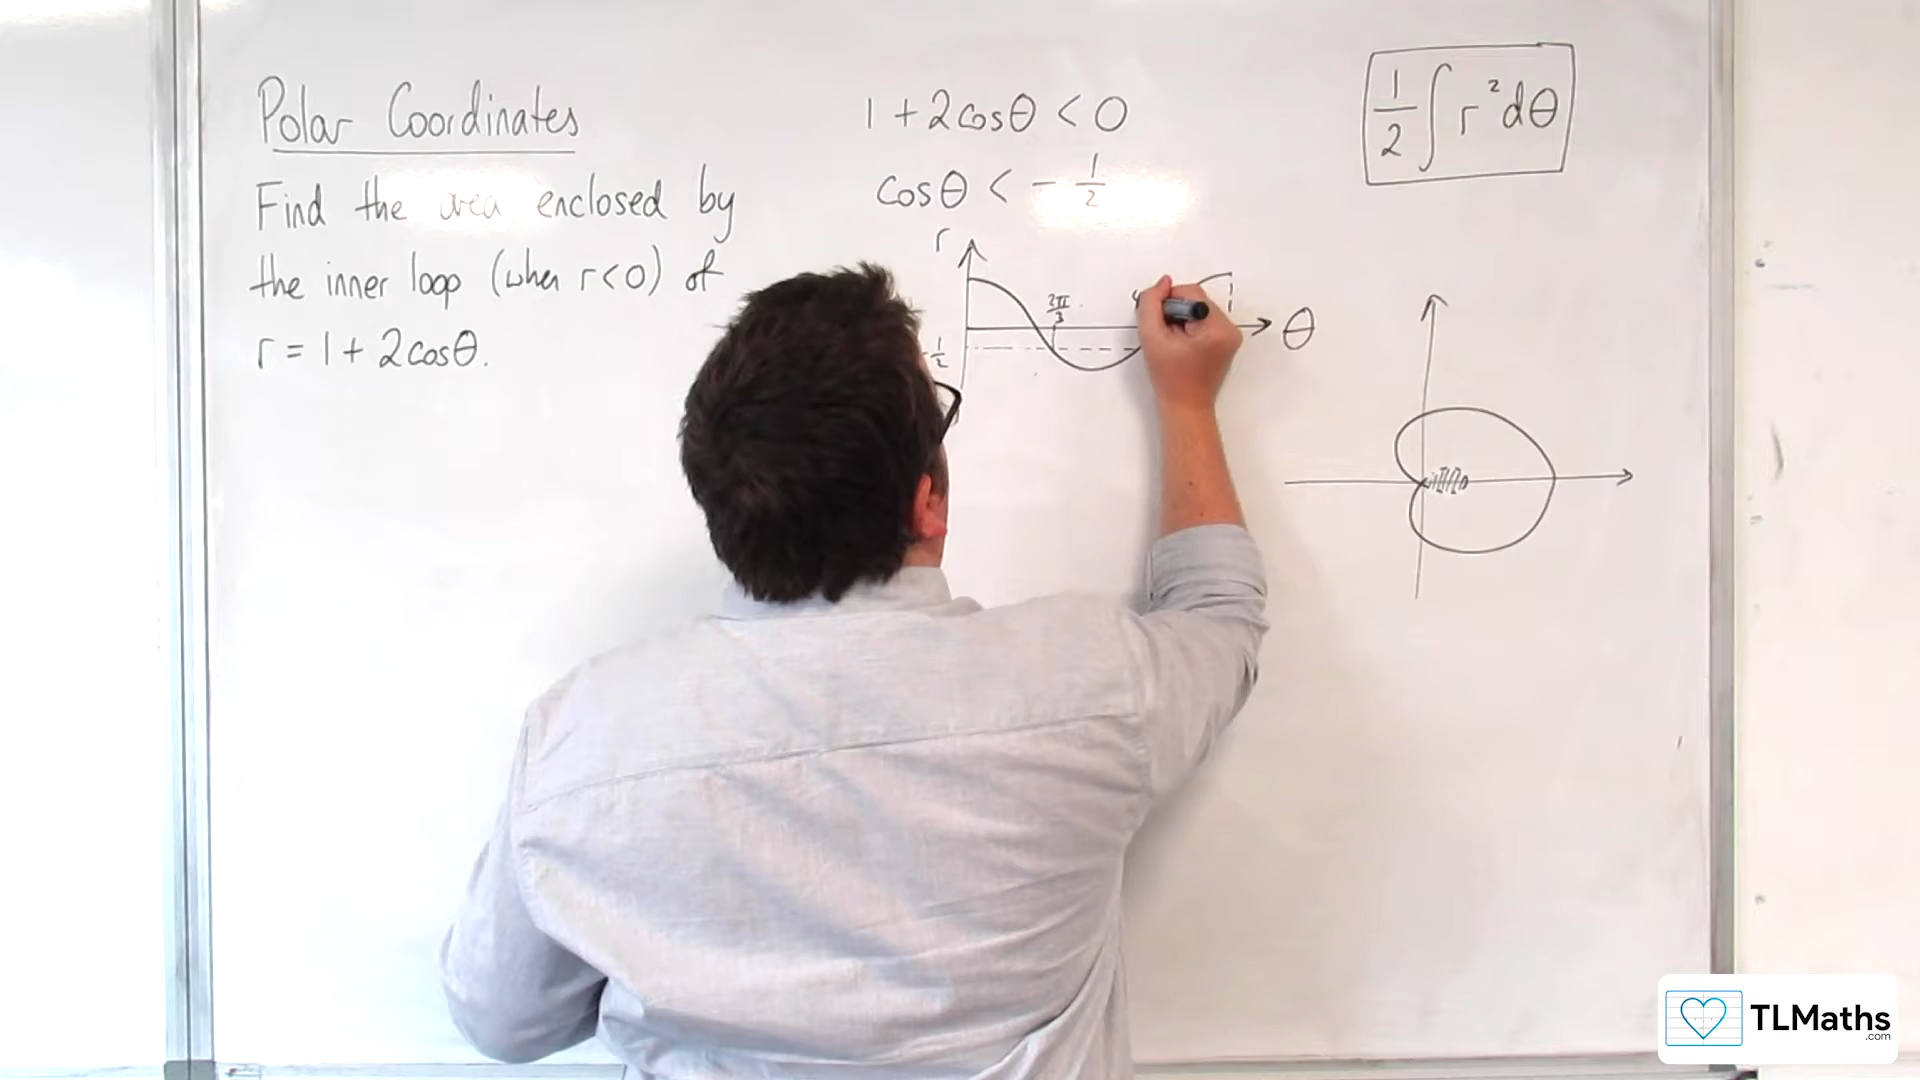 Polar Coordinates
Find the area enclosed by
the inner loop (when r<0) of
r = 1 + 2cosθ.
1 + 2cosθ < 0
cosθ < - 1/2
r
2π/3
4
-1/2
θ
1/2 ∫ r² dθ
TLMaths
.com